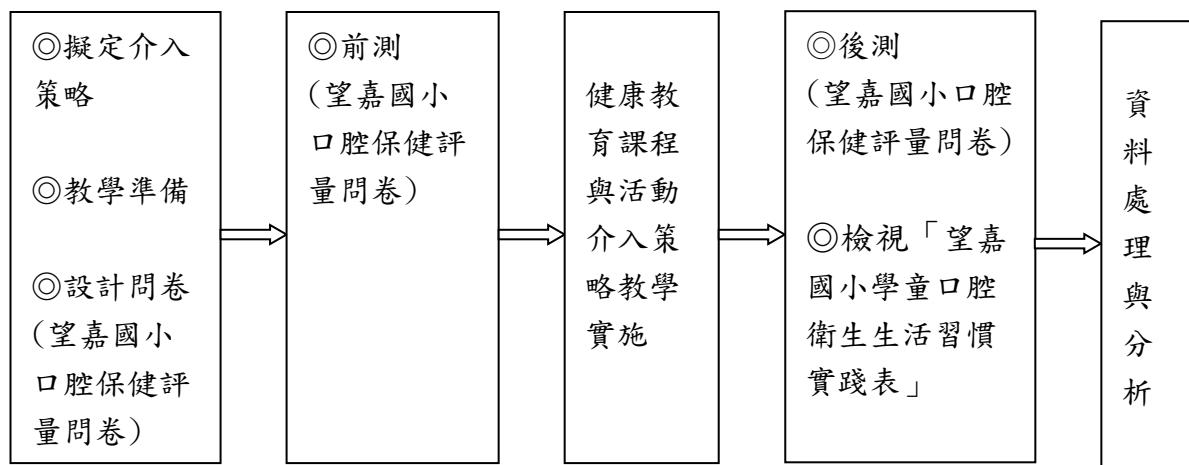 ◎擬定介入
策略
◎教學準備
◎設計問卷
(望嘉國小
口腔保健評
量問卷)
◎前測
(望嘉國小
口腔保健評
量問卷)
健康教
育課程
與活動
介入策
略教學
實施
◎後測
(望嘉國小口腔
保健評量問卷)
◎檢視「望嘉
國小學童口腔
衛生生活習慣
實踐表」
資
料
處
理
與
分
析